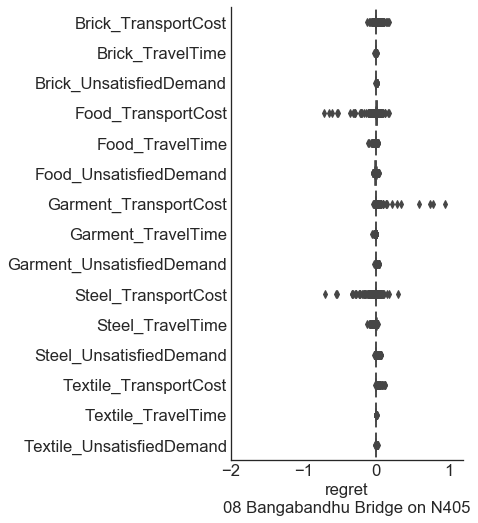 Brick_TransportCost
Brick_TravelTime
Brick_UnsatisfiedDemand
Food_TransportCost
Food_TravelTime
Food_UnsatisfiedDemand
Garment_TransportCost
Garment_TravelTime
Garment_UnsatisfiedDemand
Steel_TransportCost
Steel_TravelTime
Steel_UnsatisfiedDemand
Textile_TransportCost
Textile_TravelTime
Textile_UnsatisfiedDemand
−2 −1 0 1
regret
08 Bangabandhu Bridge on N405